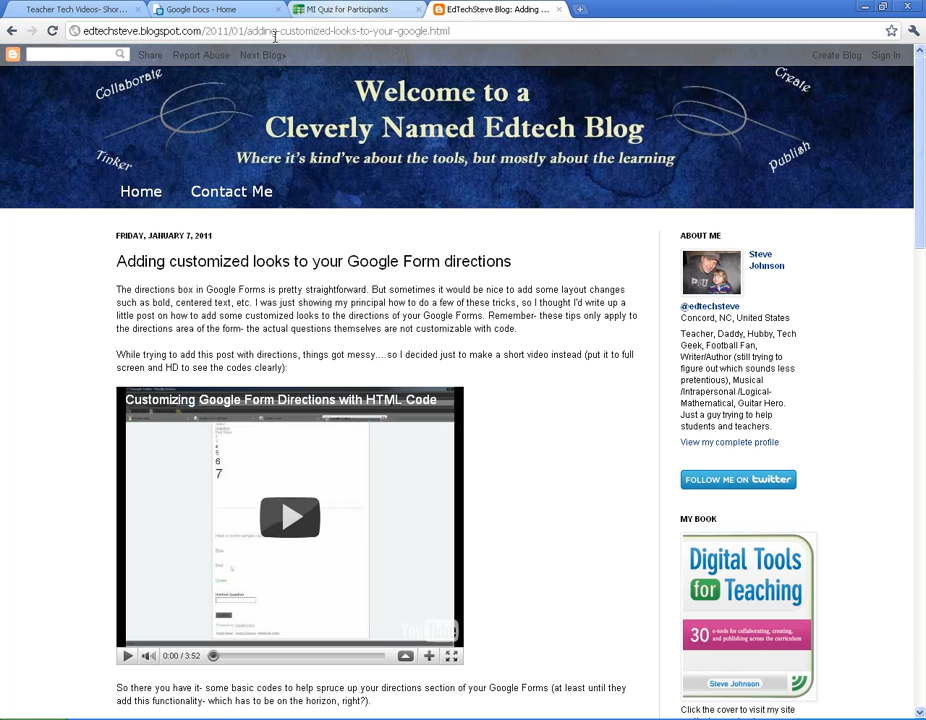 Teacher Tech Videos- Shor...
Google Docs - Home
MI Quiz for Participants
EdTechSteve Blog: Adding ...
edtechsteve.blogspot.com/2011/01/adding-customized-looks-to-your-google.html
Share Report Abuse Next Blog»
Create Blog Sign In
Collaborate
Create
Tinker
Publish
Welcome to a
Cleverly Named Edtech Blog
Where it's kind've about the tools, but mostly about the learning
Home Contact Me
FRIDAY, JANUARY 7, 2011
Adding customized looks to your Google Form directions
The directions box in Google Forms is pretty straightforward. But sometimes it would be nice to add some layout changes
such as bold, centered text, etc. I was just showing my principal how to do a few of these tricks, so I thought I'd write up a
little post on how to add some customized looks to the directions of your Google Forms. Remember- these tips only apply to
the directions area of the form- the actual questions themselves are not customizable with code.
While trying to add this post with directions, things got messy....so I decided just to make a short video instead (put it to full
screen and HD to see the codes clearly):
Customizing Google Form Directions with HTML Code
4
5
6
7
Blue
Red
Green
Untitled Question
YouTube
0:00 / 3:52
So there you have it- some basic codes to help spruce up your directions section of your Google Forms (at least until they
add this functionality- which has to be on the horizon, right?).
ABOUT ME
Steve
Johnson
@edtechsteve
Concord, NC, United States
Teacher, Daddy, Hubby, Tech
Geek, Football Fan,
Writer/Author (still trying to
figure out which sounds less
pretentious), Musical
/Intrapersonal /Logical-
Mathematical, Guitar Hero.
Just a guy trying to help
students and teachers.
View my complete profile
FOLLOW ME ON twitter
MY BOOK
Digital Tools
for Teaching
30 e-tools for collaborating, creating,
and publishing across the curriculum
Steve Johnson
Click the cover to visit my site